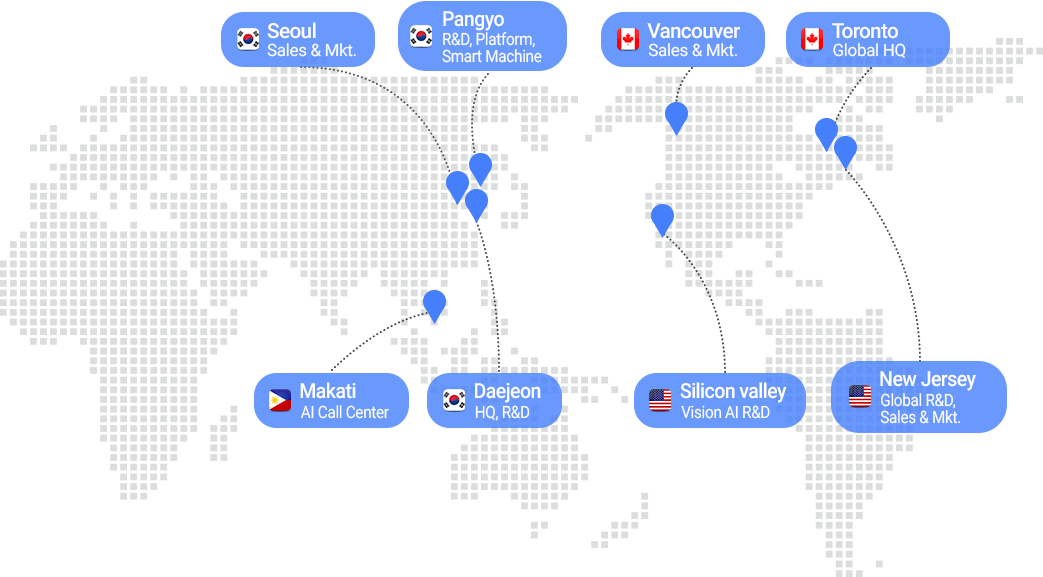 Seoul
Sales & Mkt.
Pangyo
R&D, Platform,
Smart Machine
Vancouver
Sales & Mkt.
Toronto
Global HQ
Makati
AI Call Center
Daejeon
HQ, R&D
Silicon valley
Vision AI R&D
New Jersey
Global R&D,
Sales & Mkt.